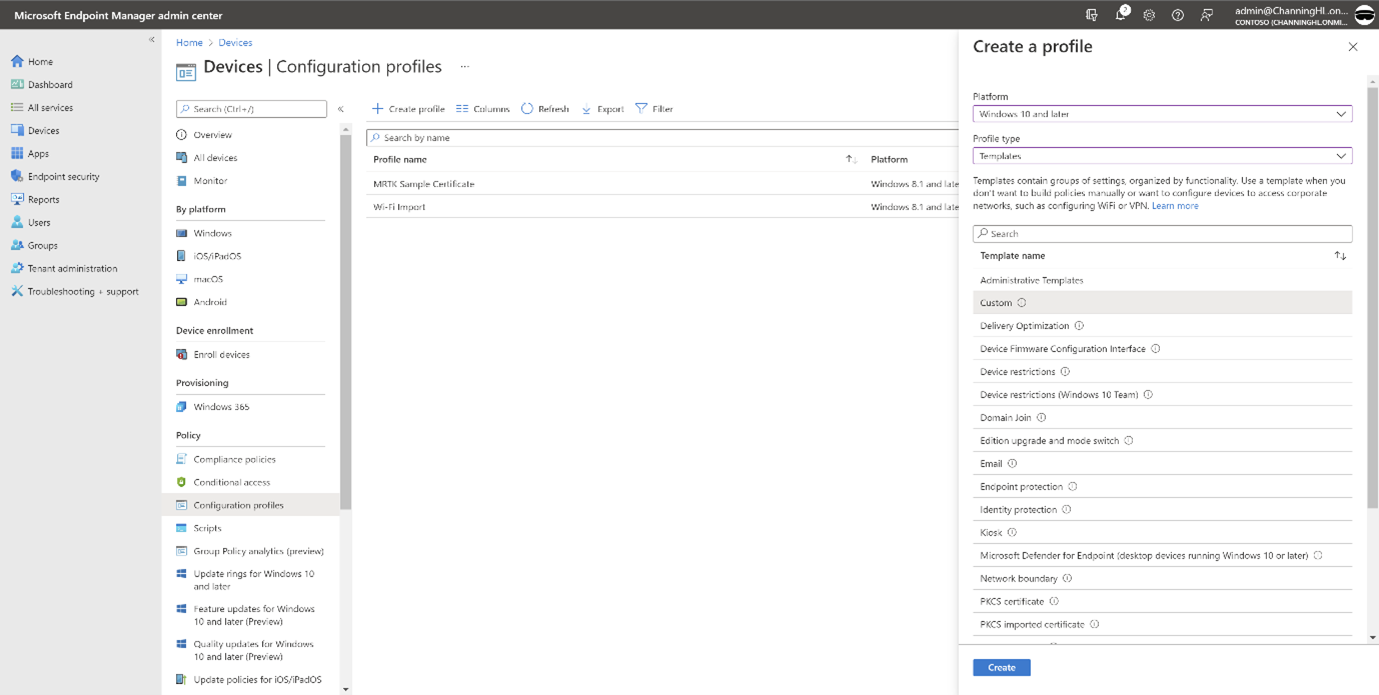 Microsoft Endpoint Manager admin center
2
admin@ChanningHL.on...
CONTOSO (CHANNINGHL.ONMI...
Home
Dashboard
All services
Devices
Apps
Endpoint security
Reports
Users
Groups
Tenant administration
Troubleshooting + support
Home > Devices
Devices | Configuration profiles ...
Search (Ctrl+/)
Overview
All devices
Monitor
By platform
Windows
iOS/iPadOS
macOS
Android
Device enrollment
Enroll devices
Provisioning
Windows 365
Policy
Compliance policies
Conditional access
Configuration profiles
Scripts
Group Policy analytics (preview)
Update rings for Windows 10
and later
Feature updates for Windows
10 and later (Preview)
Quality updates for Windows
10 and later (Preview)
Update policies for iOS/iPadOS
Create profile Columns Refresh Export Filter
Search by name
Profile name Platform
MRTK Sample Certificate Windows 8.1 and late
Wi-Fi Import Windows 8.1 and late
Create a profile
Platform
Windows 10 and later
Profile type
Templates
Templates contain groups of settings, organized by functionality. Use a template when you
don't want to build policies manually or want to configure devices to access corporate
networks, such as configuring WiFi or VPN. Learn more
Search
Template name
Administrative Templates
Custom
Delivery Optimization
Device Firmware Configuration Interface
Device restrictions
Device restrictions (Windows 10 Team)
Domain Join
Edition upgrade and mode switch
Email
Endpoint protection
Identity protection
Kiosk
Microsoft Defender for Endpoint (desktop devices running Windows 10 or later)
Network boundary
PKCS certificate
PKCS imported certificate
Create